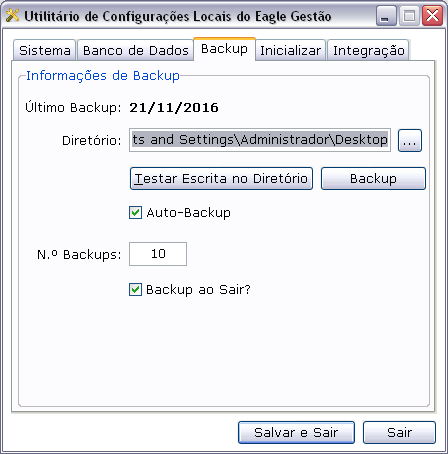 Utilitário de Configurações Locais do Eagle Gestão
Sistema Banco de Dados Backup Inicializar Integração
Informações de Backup
Último Backup: 21/11/2016
Diretório: ts and Settings\Administrador\Desktop ...
Testar Escrita no Diretório Backup
Auto-Backup
N.º Backups: 10
Backup ao Sair?
Salvar e Sair Sair